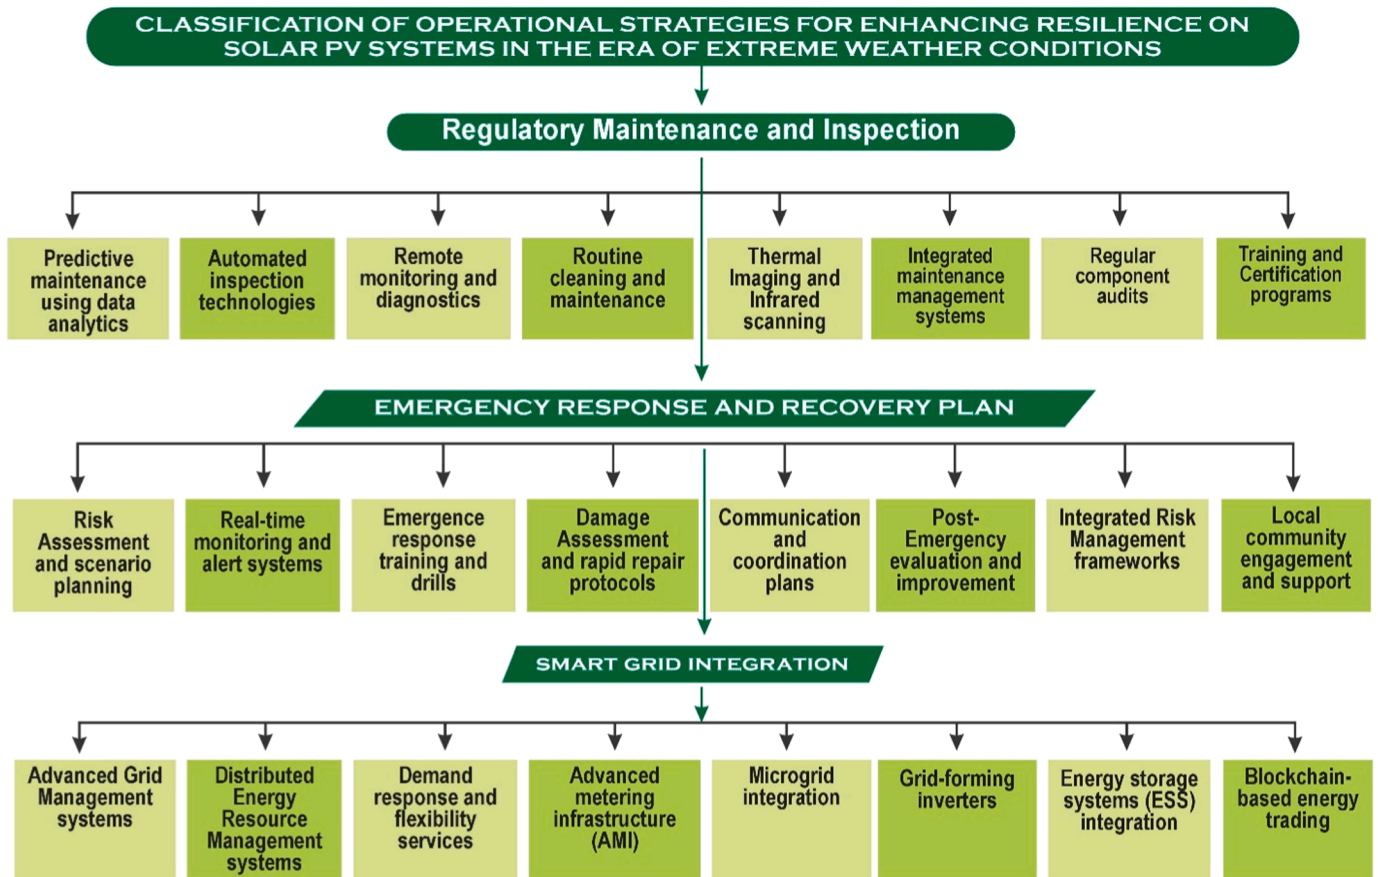 CLASSIFICATION OF OPERATIONAL STRATEGIES FOR ENHANCING RESILIENCE ON
SOLAR PV SYSTEMS IN THE ERA OF EXTREME WEATHER CONDITIONS
Regulatory Maintenance and Inspection
Predictive
maintenance
using data
analytics
Automated
inspection
technologies
Remote
monitoring and
diagnostics
Routine
cleaning and
maintenance
Thermal
Imaging and
Infrared
scanning
Integrated
maintenance
management
systems
Regular
component
audits
Training and
Certification
programs
EMERGENCY RESPONSE AND RECOVERY PLAN
Risk
Assessment
and scenario
planning
Real-time
monitoring and
alert systems
Emergence
response
training and
drills
Damage
Assessment
and rapid repair
protocols
Communication
and
coordination
plans
Post-
Emergency
evaluation and
improvement
Integrated Risk
Management
frameworks
Local
community
engagement
and support
SMART GRID INTEGRATION
Advanced Grid
Management
systems
Distributed
Energy
Resource
Management
systems
Demand
response and
flexibility
services
Advanced
metering
infrastructure
(AMI)
Microgrid
integration
Grid-forming
inverters
Energy storage
systems (ESS)
integration
Blockchain-
based energy
trading